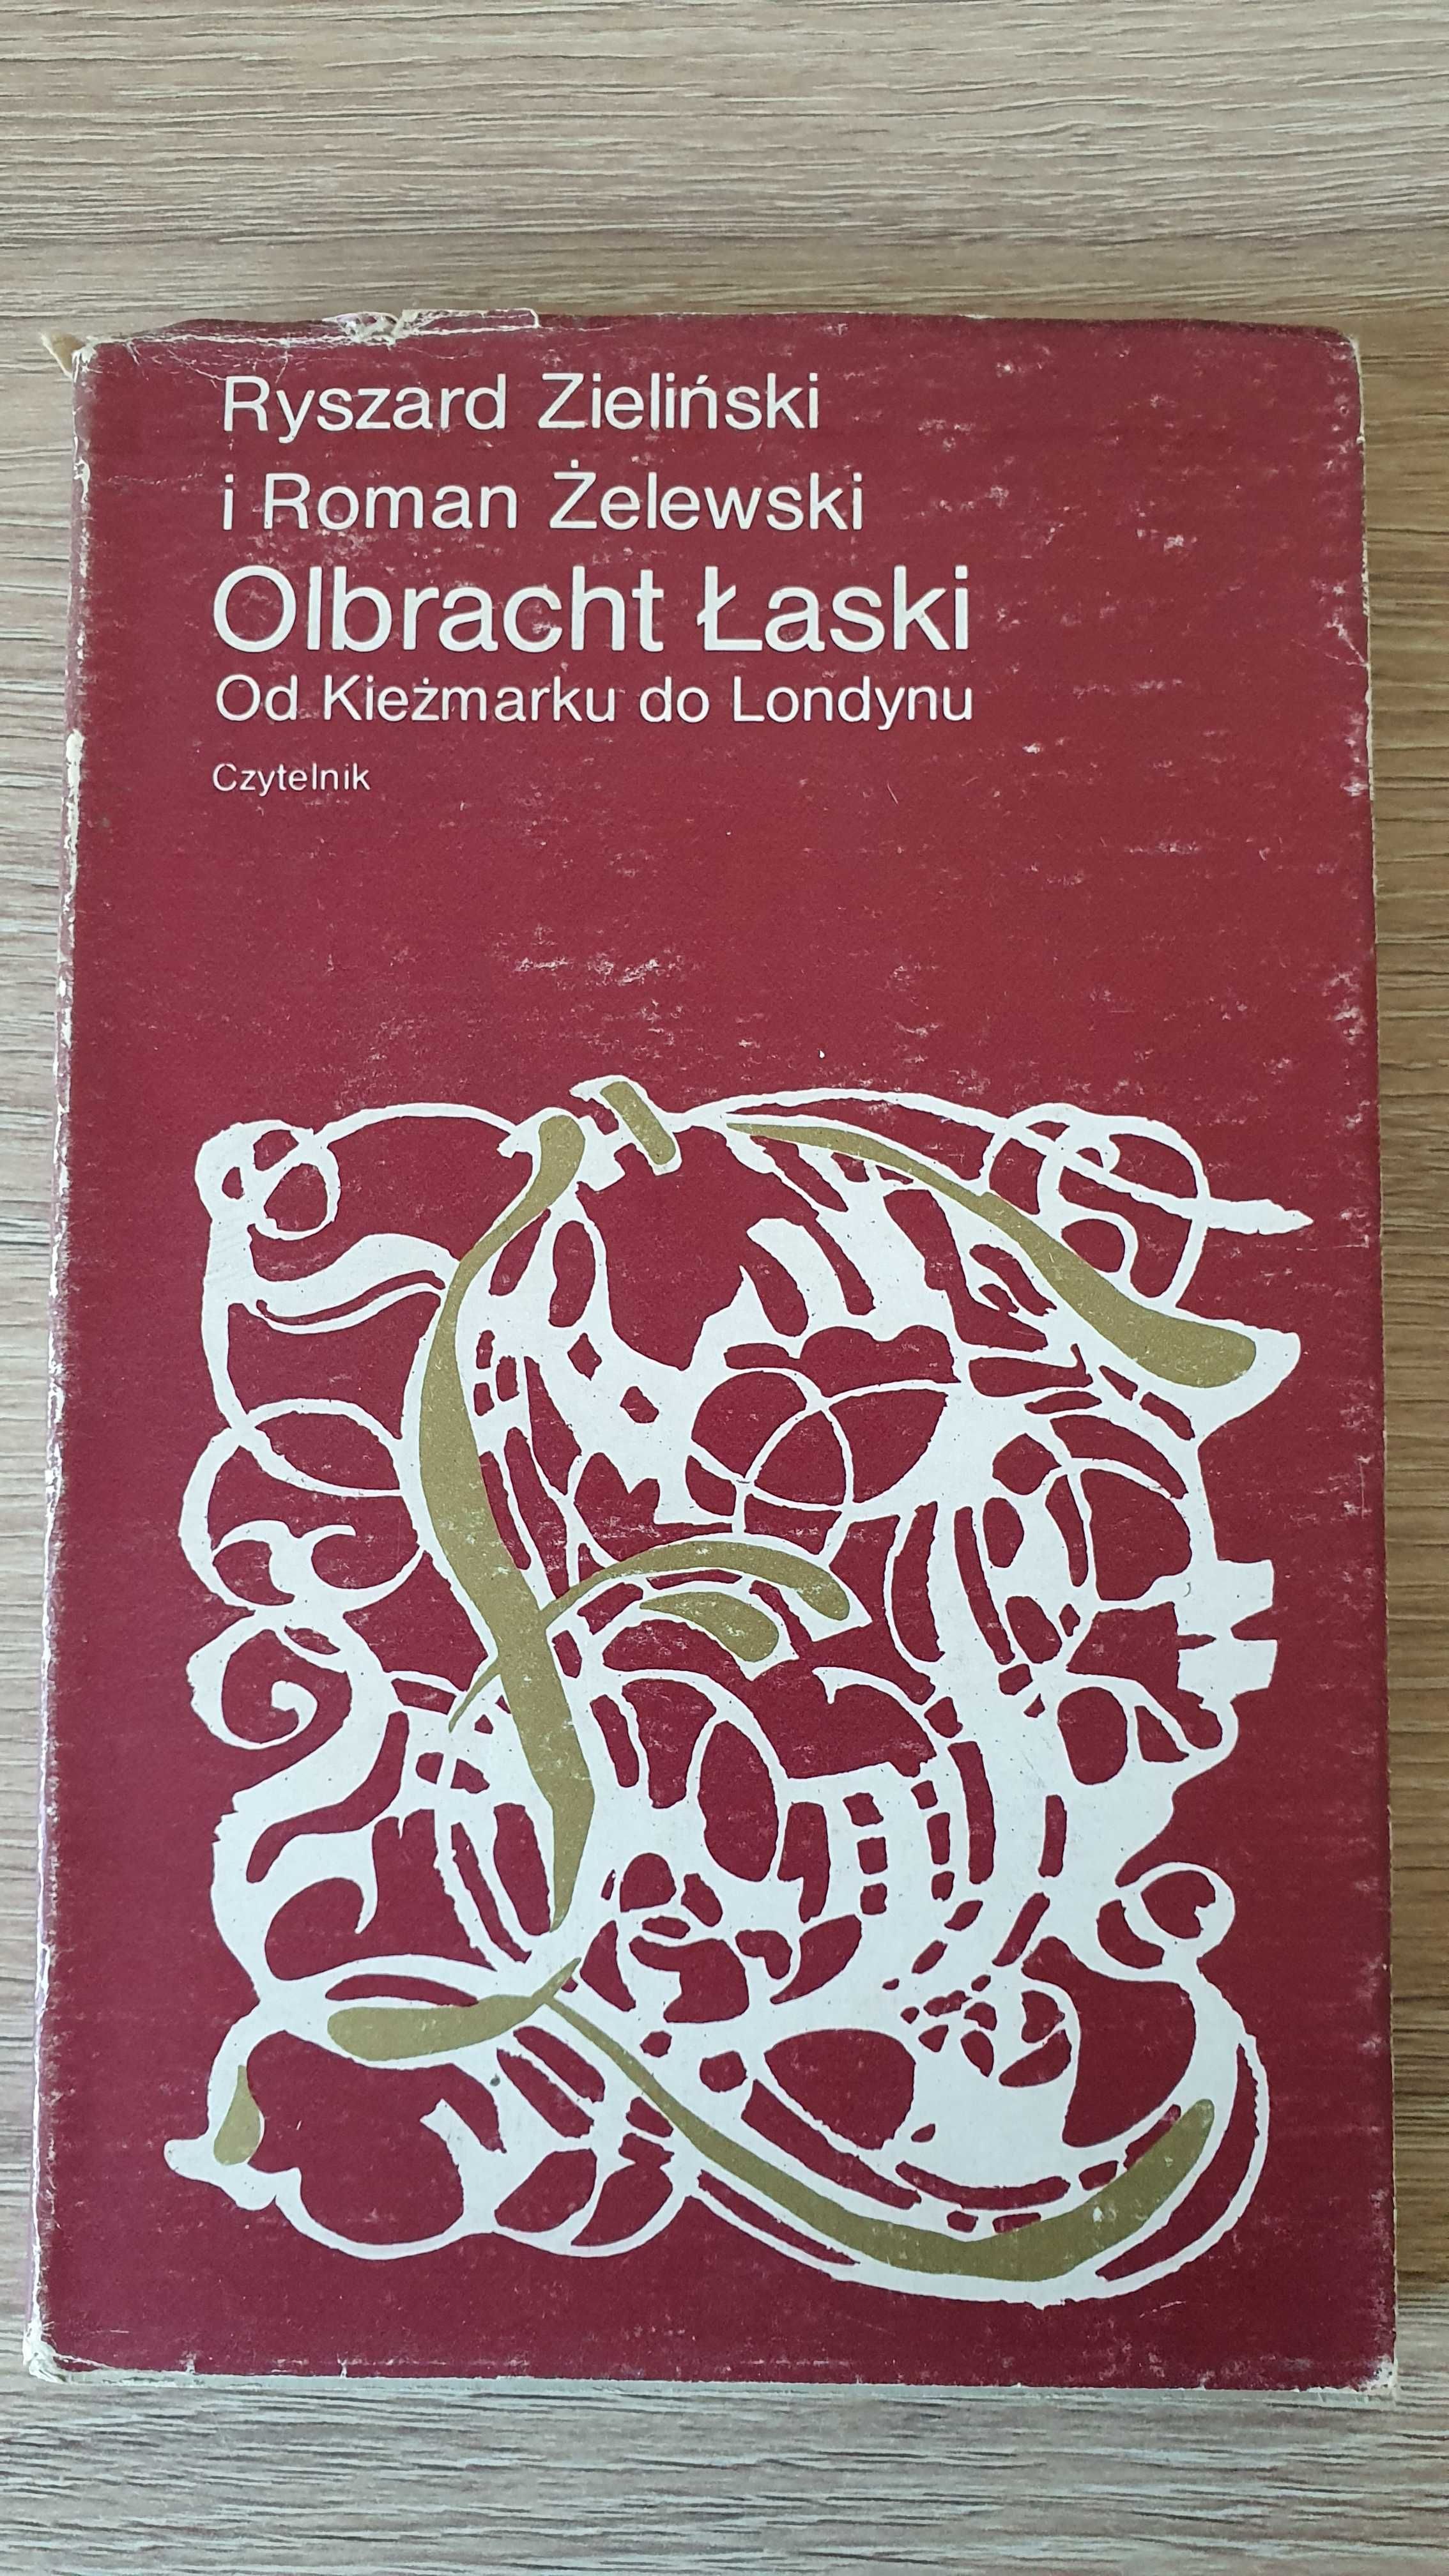 Ryszard Zieliński
i Roman Żelewski
Olbracht Łaski
Od Kieżmarku do Londynu
Czytelnik